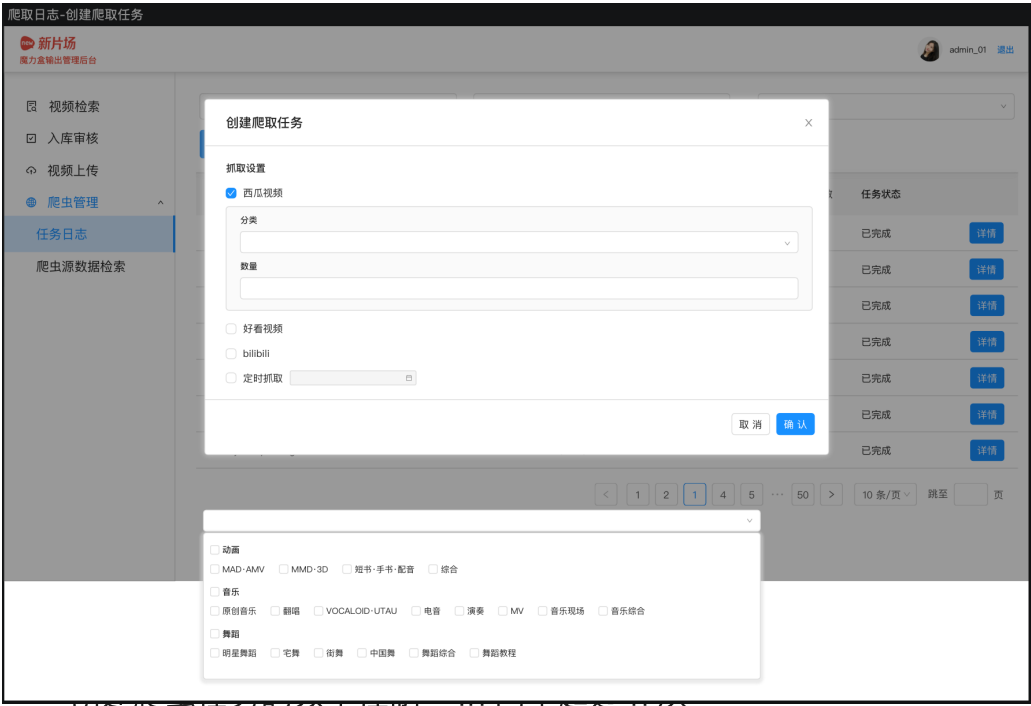 爬取日志-创建爬取任务
new 新片场
魔力盒输出管理后台
admin_01 退出
视频检索
入库审核
视频上传
爬虫管理
任务日志
爬虫源数据检索
创建爬取任务
抓取设置
西瓜视频
分类
数量
好看视频
bilibili
定时抓取
取 消 确 认
任务状态
已完成 详情
已完成 详情
已完成 详情
已完成 详情
已完成 详情
已完成 详情
已完成 详情
< 1 2 1 4 5 ··· 50 > 10 条/页 跳至 页
动画
MAD·AMV MMD·3D 短书·手书·配音 综合
音乐
原创音乐 翻唱 VOCALOID·UTAU 电音 演奏 MV 音乐现场 音乐综合
舞蹈
明星舞蹈 宅舞 街舞 中国舞 舞蹈综合 舞蹈教程